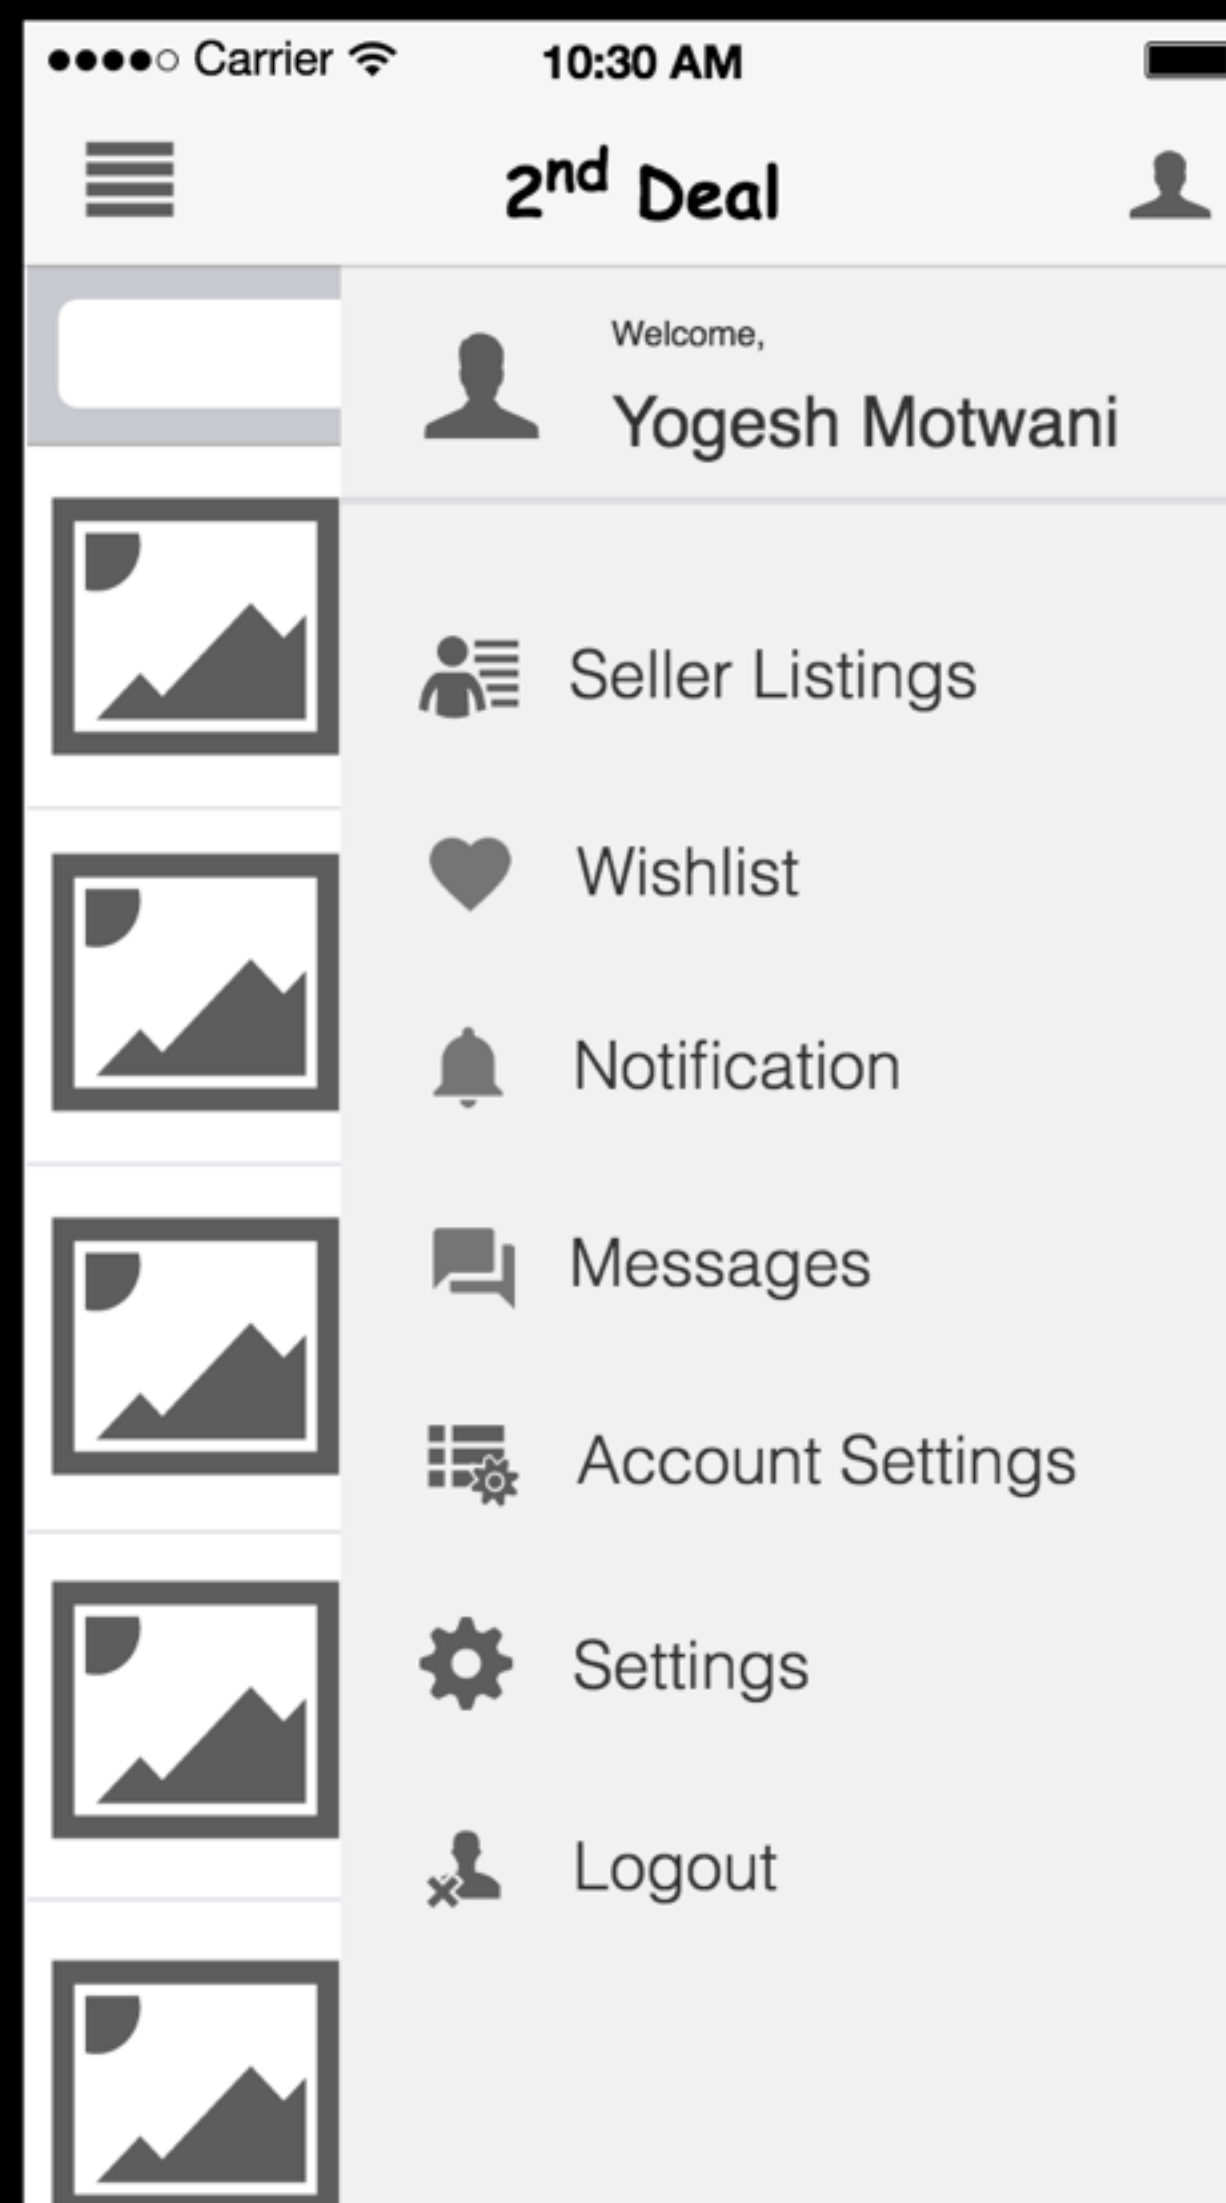 Carrier 10:30 AM
2nd Deal
Welcome,
Yogesh Motwani
Seller Listings
Wishlist
Notification
Messages
Account Settings
Settings
Logout